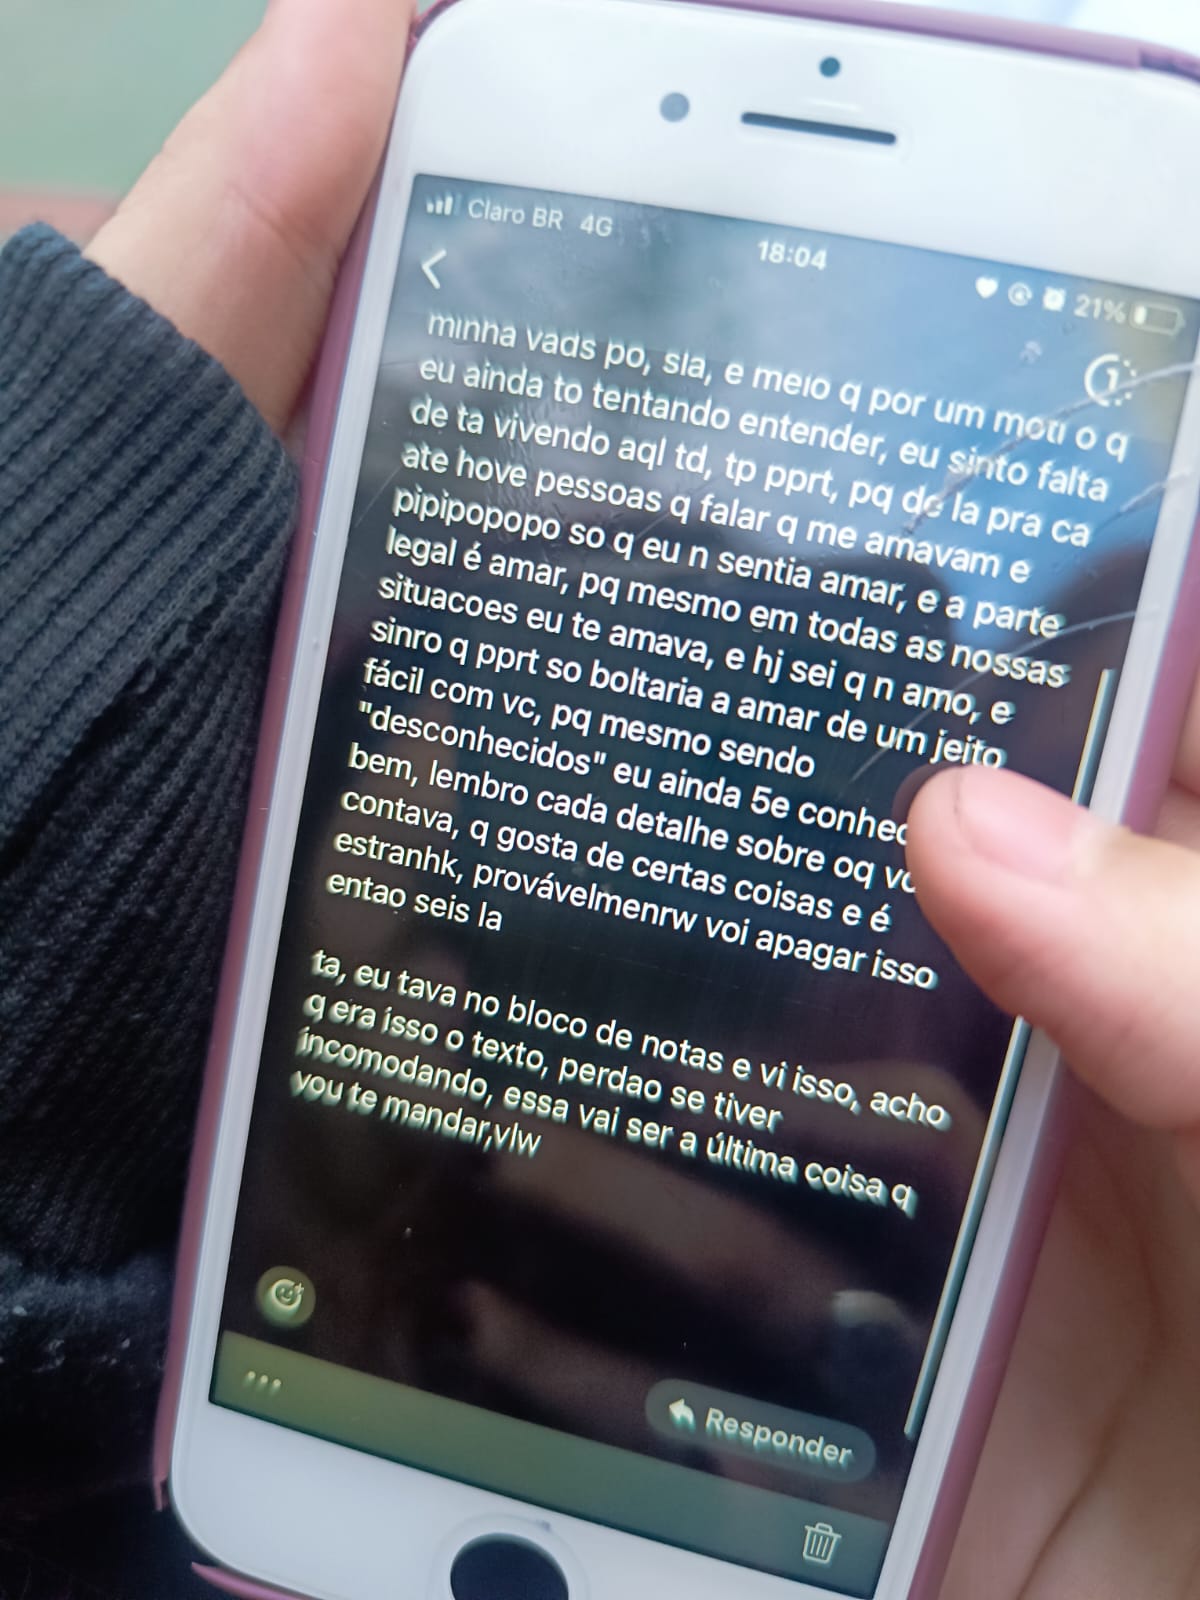 Claro BR 4G
18:04
21%
minha vads po, sla, e meio q por um moti o q
eu ainda to tentando entender, eu sinto falta
de ta vivendo aql td, tp pprt, pq de la pra ca
ate hove pessoas q falar q me amavam e
pipipopopo so q eu n sentia amar, e a parte
legal é amar, pq mesmo em todas as nossas
situacoes eu te amava, e hj sei q n amo, e
sinro q pprt so boltaria a amar de um jeito
fácil com vc, pq mesmo sendo
"desconhecidos" eu ainda 5e
bem, lembro cada detalhe sobre oq
contava, q gosta de certas coisas e é
estranhk, provávelmenrw voi apagar isso
entao seis la
ta, eu tava no bloco de notas e vi isso, acho
q era isso o texto, perdao se tiver
incomodando, essa vai ser a última coisa q
you te mandar,vlw
Responder